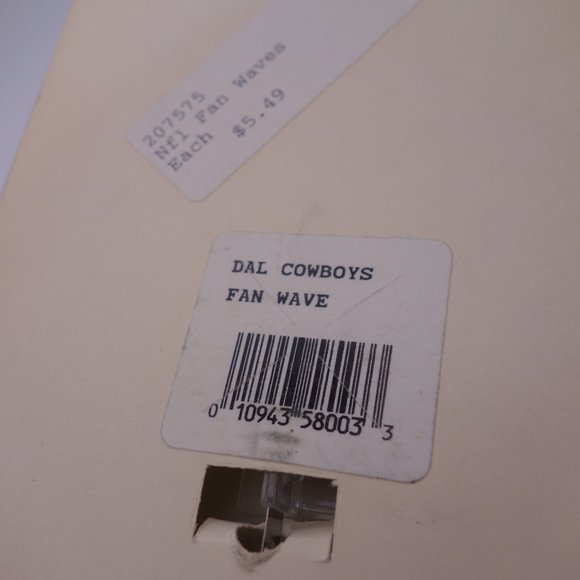 207575
Nfl Fan Waves
Each $5.49
DAL COWBOYS
FAN WAVE
0 10943 58003 3